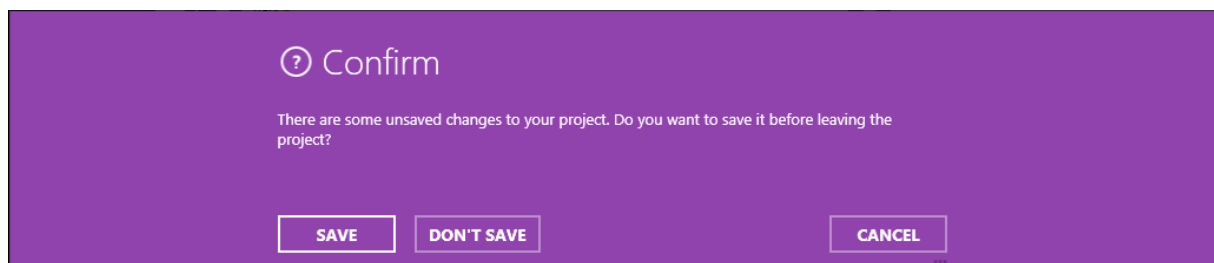 Confirm
There are some unsaved changes to your project. Do you want to save it before leaving the
project?
SAVE DON'T SAVE CANCEL